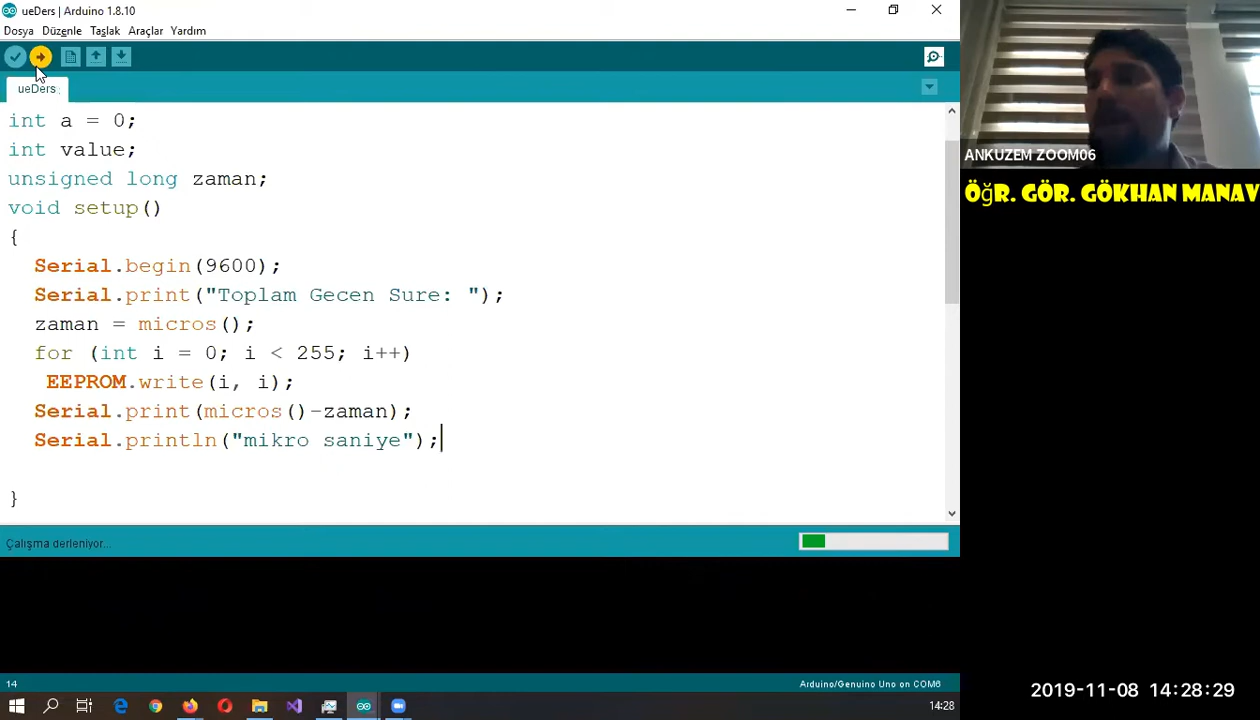 ueDers | Arduino 1.8.10
Dosya Düzenle Taslak Araçlar Yardım
ueDers
int a = 0;
int value;
unsigned long zaman;
void setup()
{
Serial.begin(9600);
Serial.print("Toplam Gecen Sure: ");
zaman = micros();
for (int i = 0; i < 255; i++)
EEPROM.write(i, i);
Serial.print(micros()-zaman);
Serial.println("mikro saniye");
}
Çalışma derleniyor...
14
Arduino/Genuino Uno on COM6
14:28
ANKUZEM ZOOM06
ÖğR. GÖR. GÖKHAN MANAV
2019-11-08 14:28:29